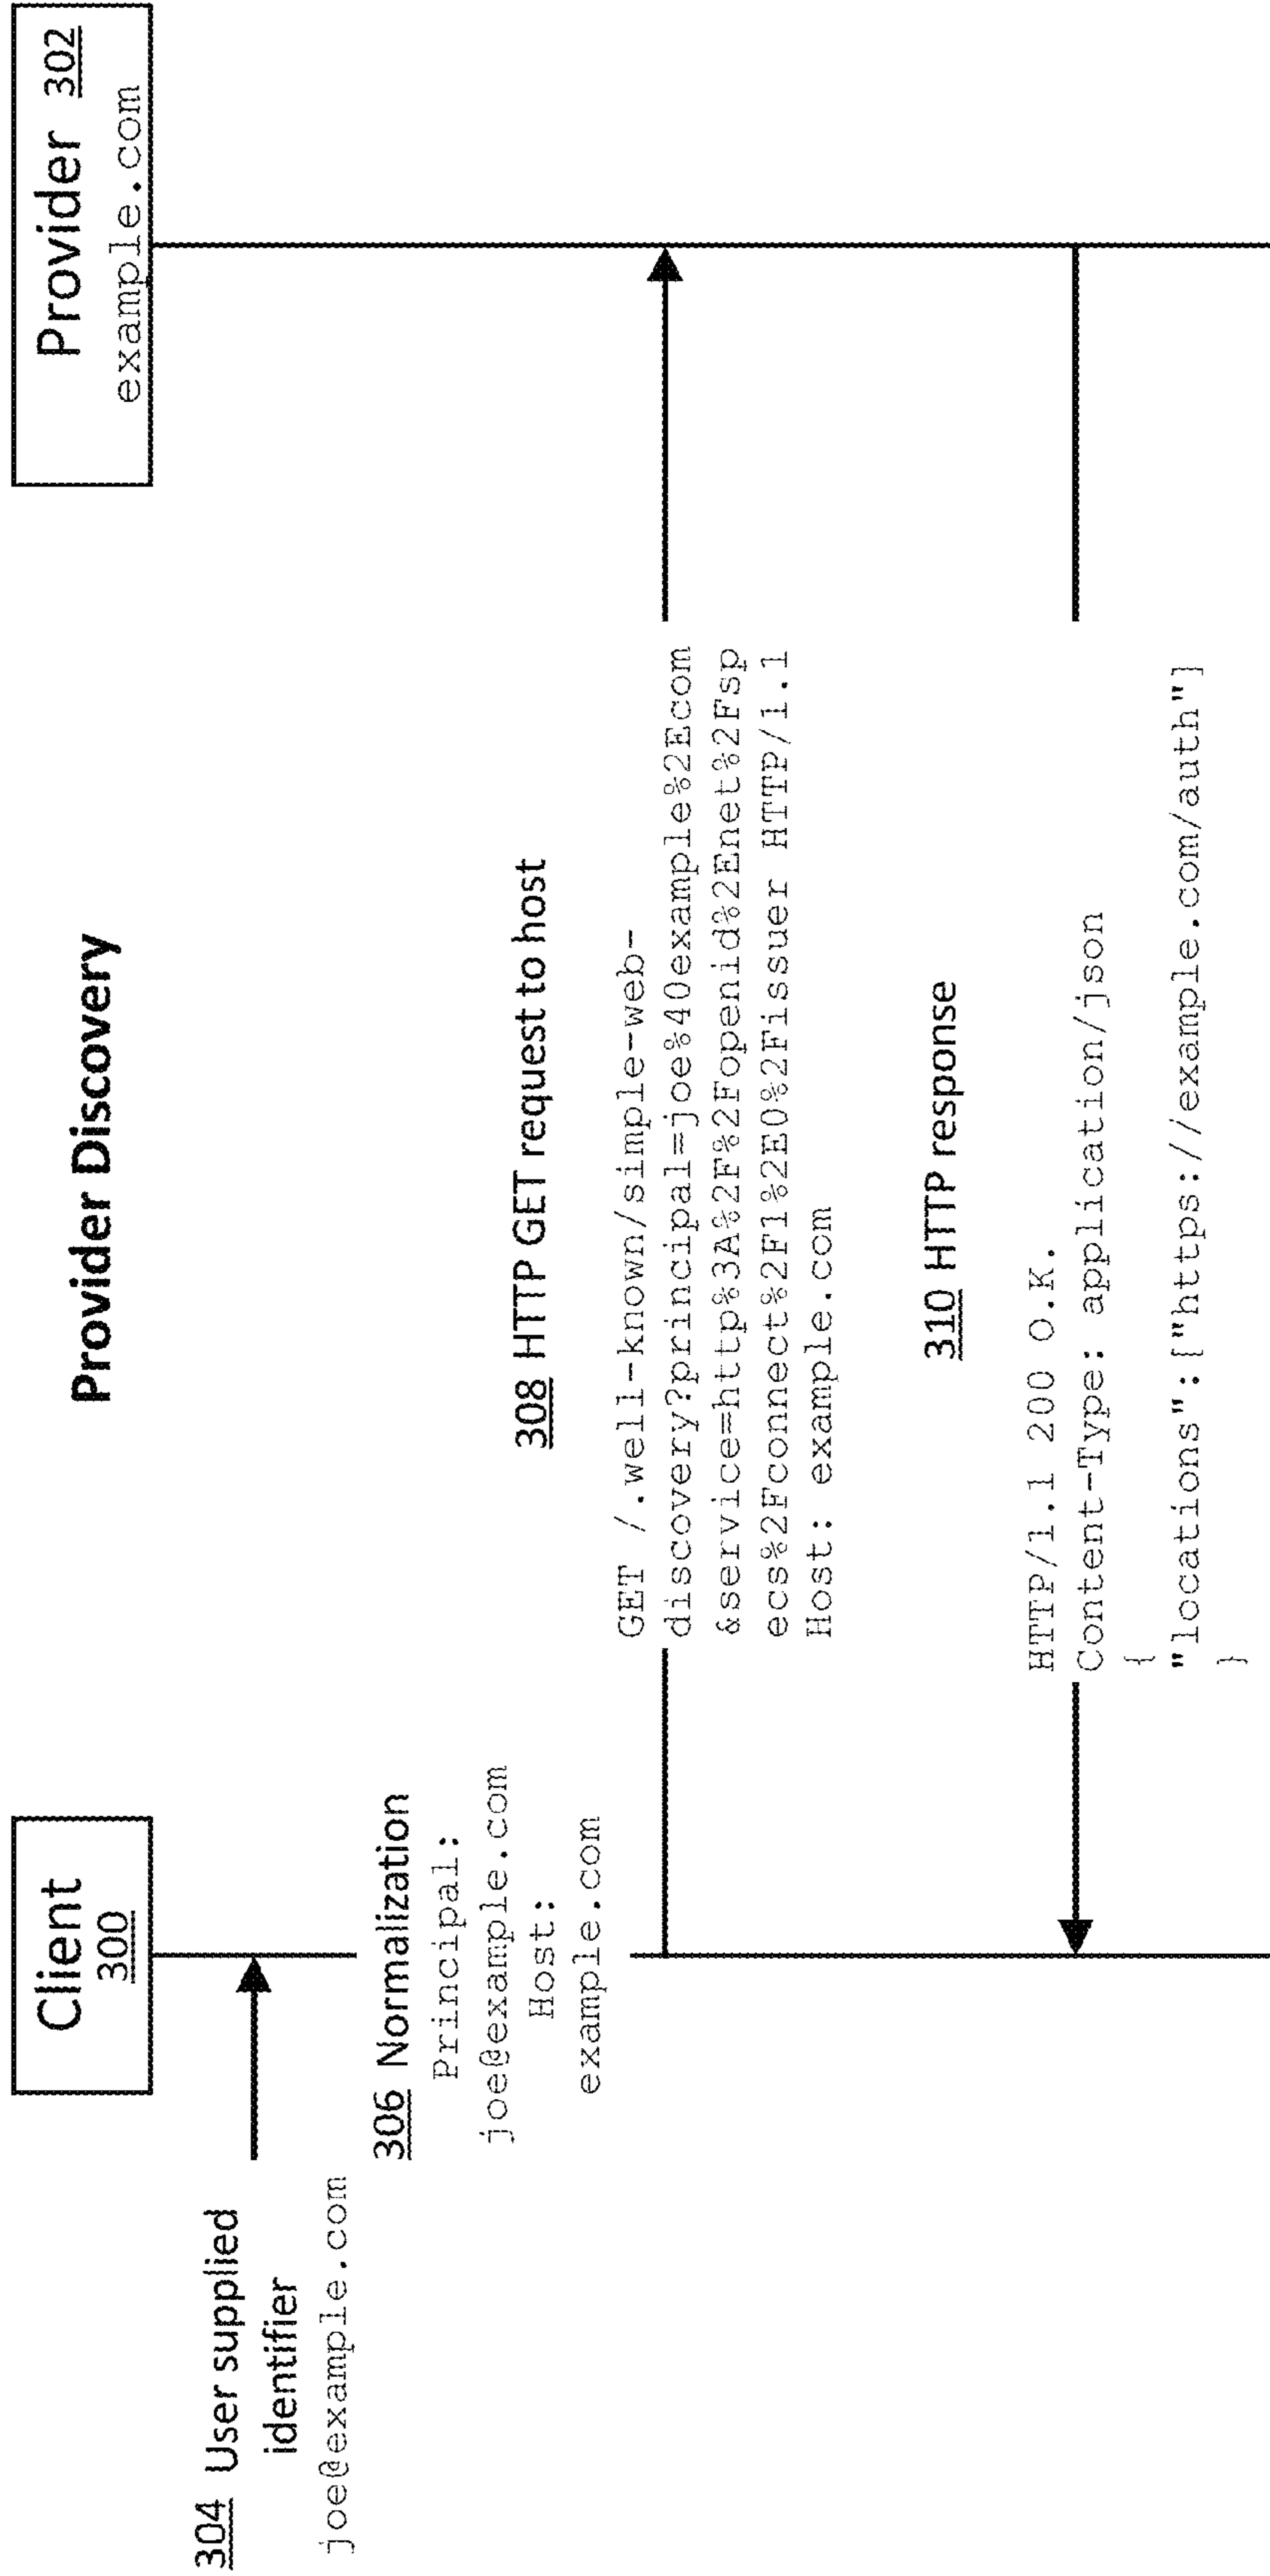 Provider Discovery
Client
300
Provider 302
example.com
304 User supplied
identifier
joe@example.com
306 Normalization
Principal:
joe@example.com
Host:
example.com
308 HTTP GET request to host
GET /.well-known/simple-web-
discovery?principal=joe%40example%2Ecom
&service=http%3A%2F%2Fopenid%2Enet%2Fsp
ecs%2Fconnect%2F1%2E0%2Fissuer HTTP/1.1
Host: example.com
310 HTTP response
HTTP/1.1 200 O.K.
Content-Type: application/json
{
"locations":["https://example.com/auth"]
}